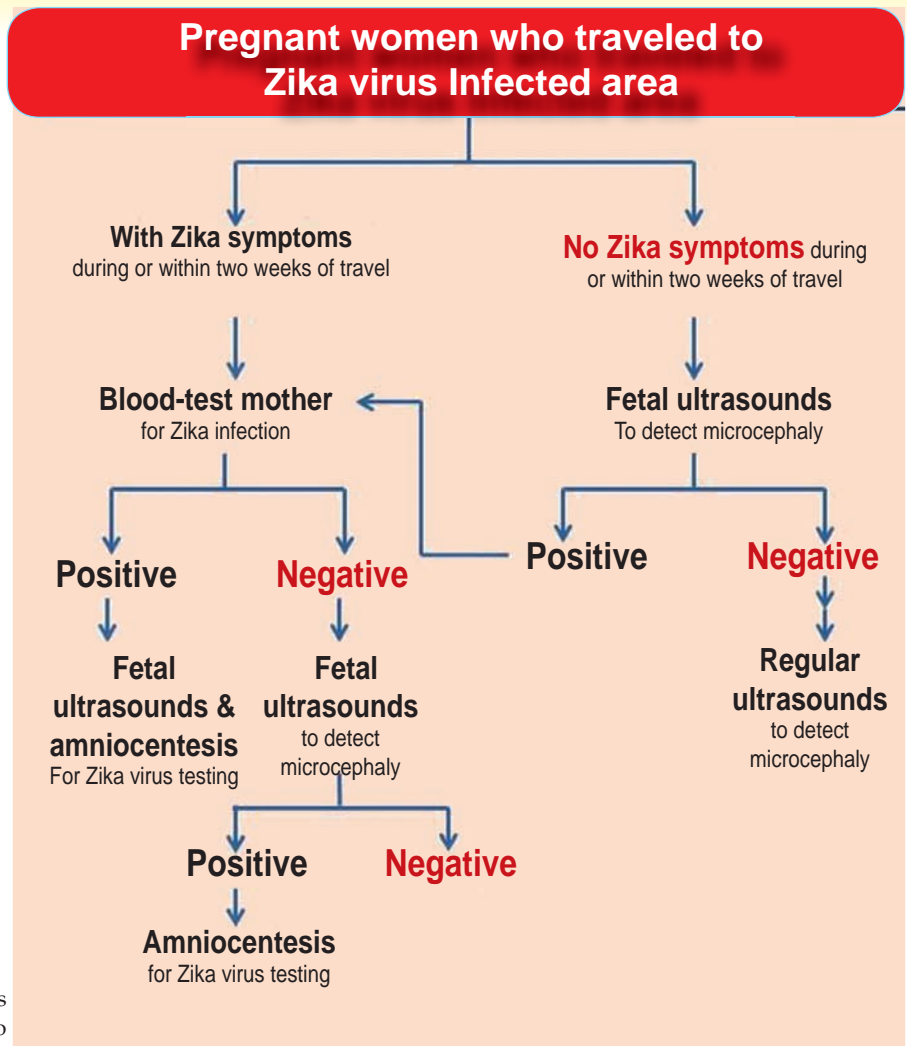 Pregnant women who traveled to
Zika virus Infected area
With Zika symptoms
during or within two weeks of travel
No Zika symptoms during
or within two weeks of travel
Blood-test mother
for Zika infection
Fetal ultrasounds
To detect microcephaly
Positive
Negative
Positive
Negative
Fetal
ultrasounds &
amniocentesis
For Zika virus testing
Fetal
ultrasounds
to detect
microcephaly
Regular
ultrasounds
to detect
microcephaly
Positive
Negative
Amniocentesis
for Zika virus testing